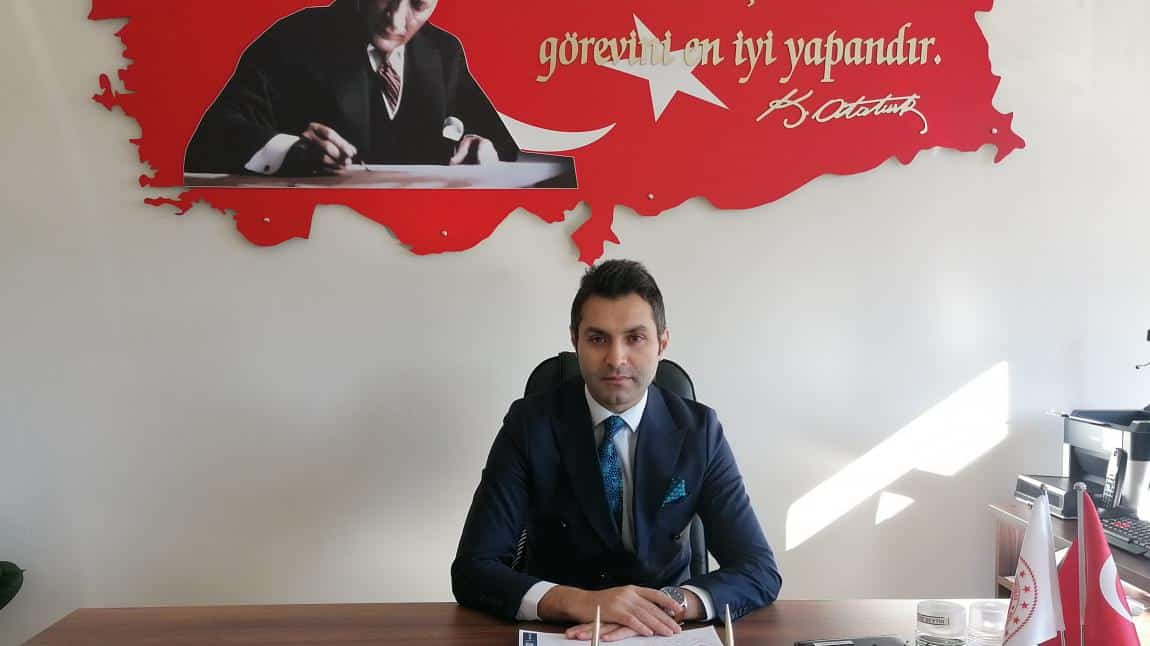 görevini en iyi yapandır.
K. Atatürk